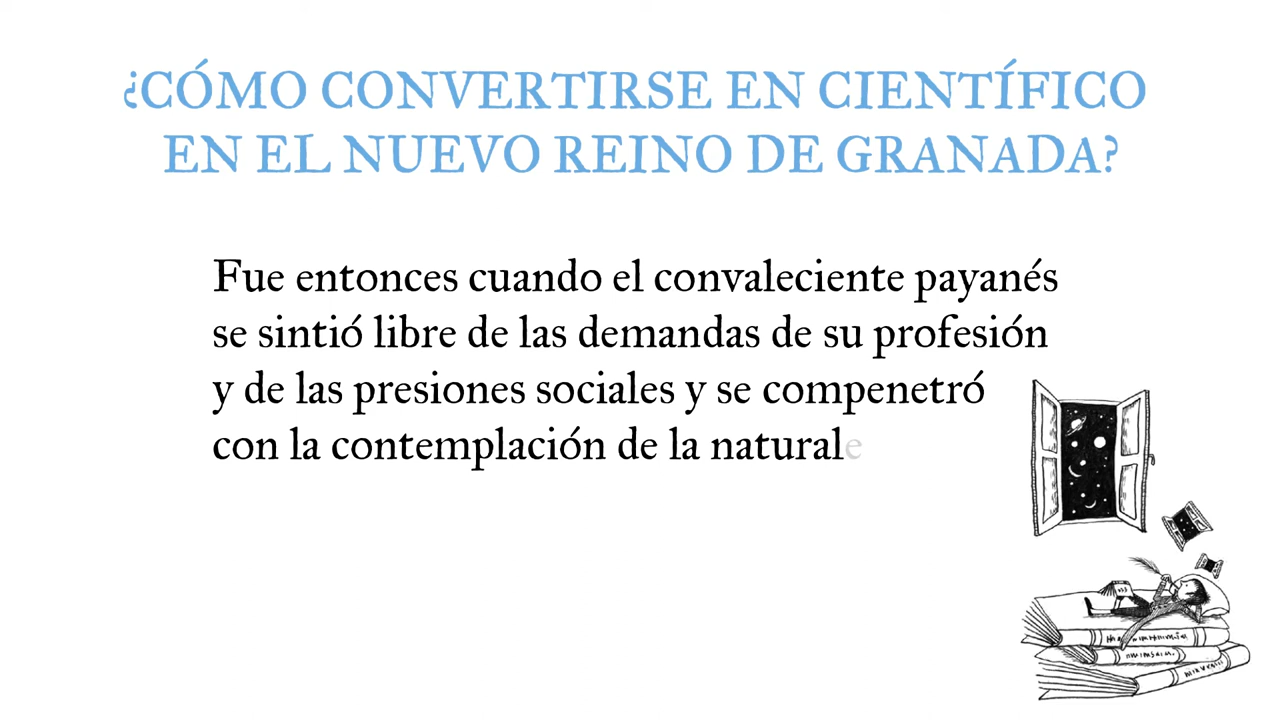 ¿CÓMO CONVERTIRSE EN CIENTÍFICO
EN EL NUEVO REINO DE GRANADA?
Fue entonces cuando el convaleciente payanés
se sintió libre de las demandas de su profesión
y de las presiones sociales y se compenetró
con la contemplación de la naturale